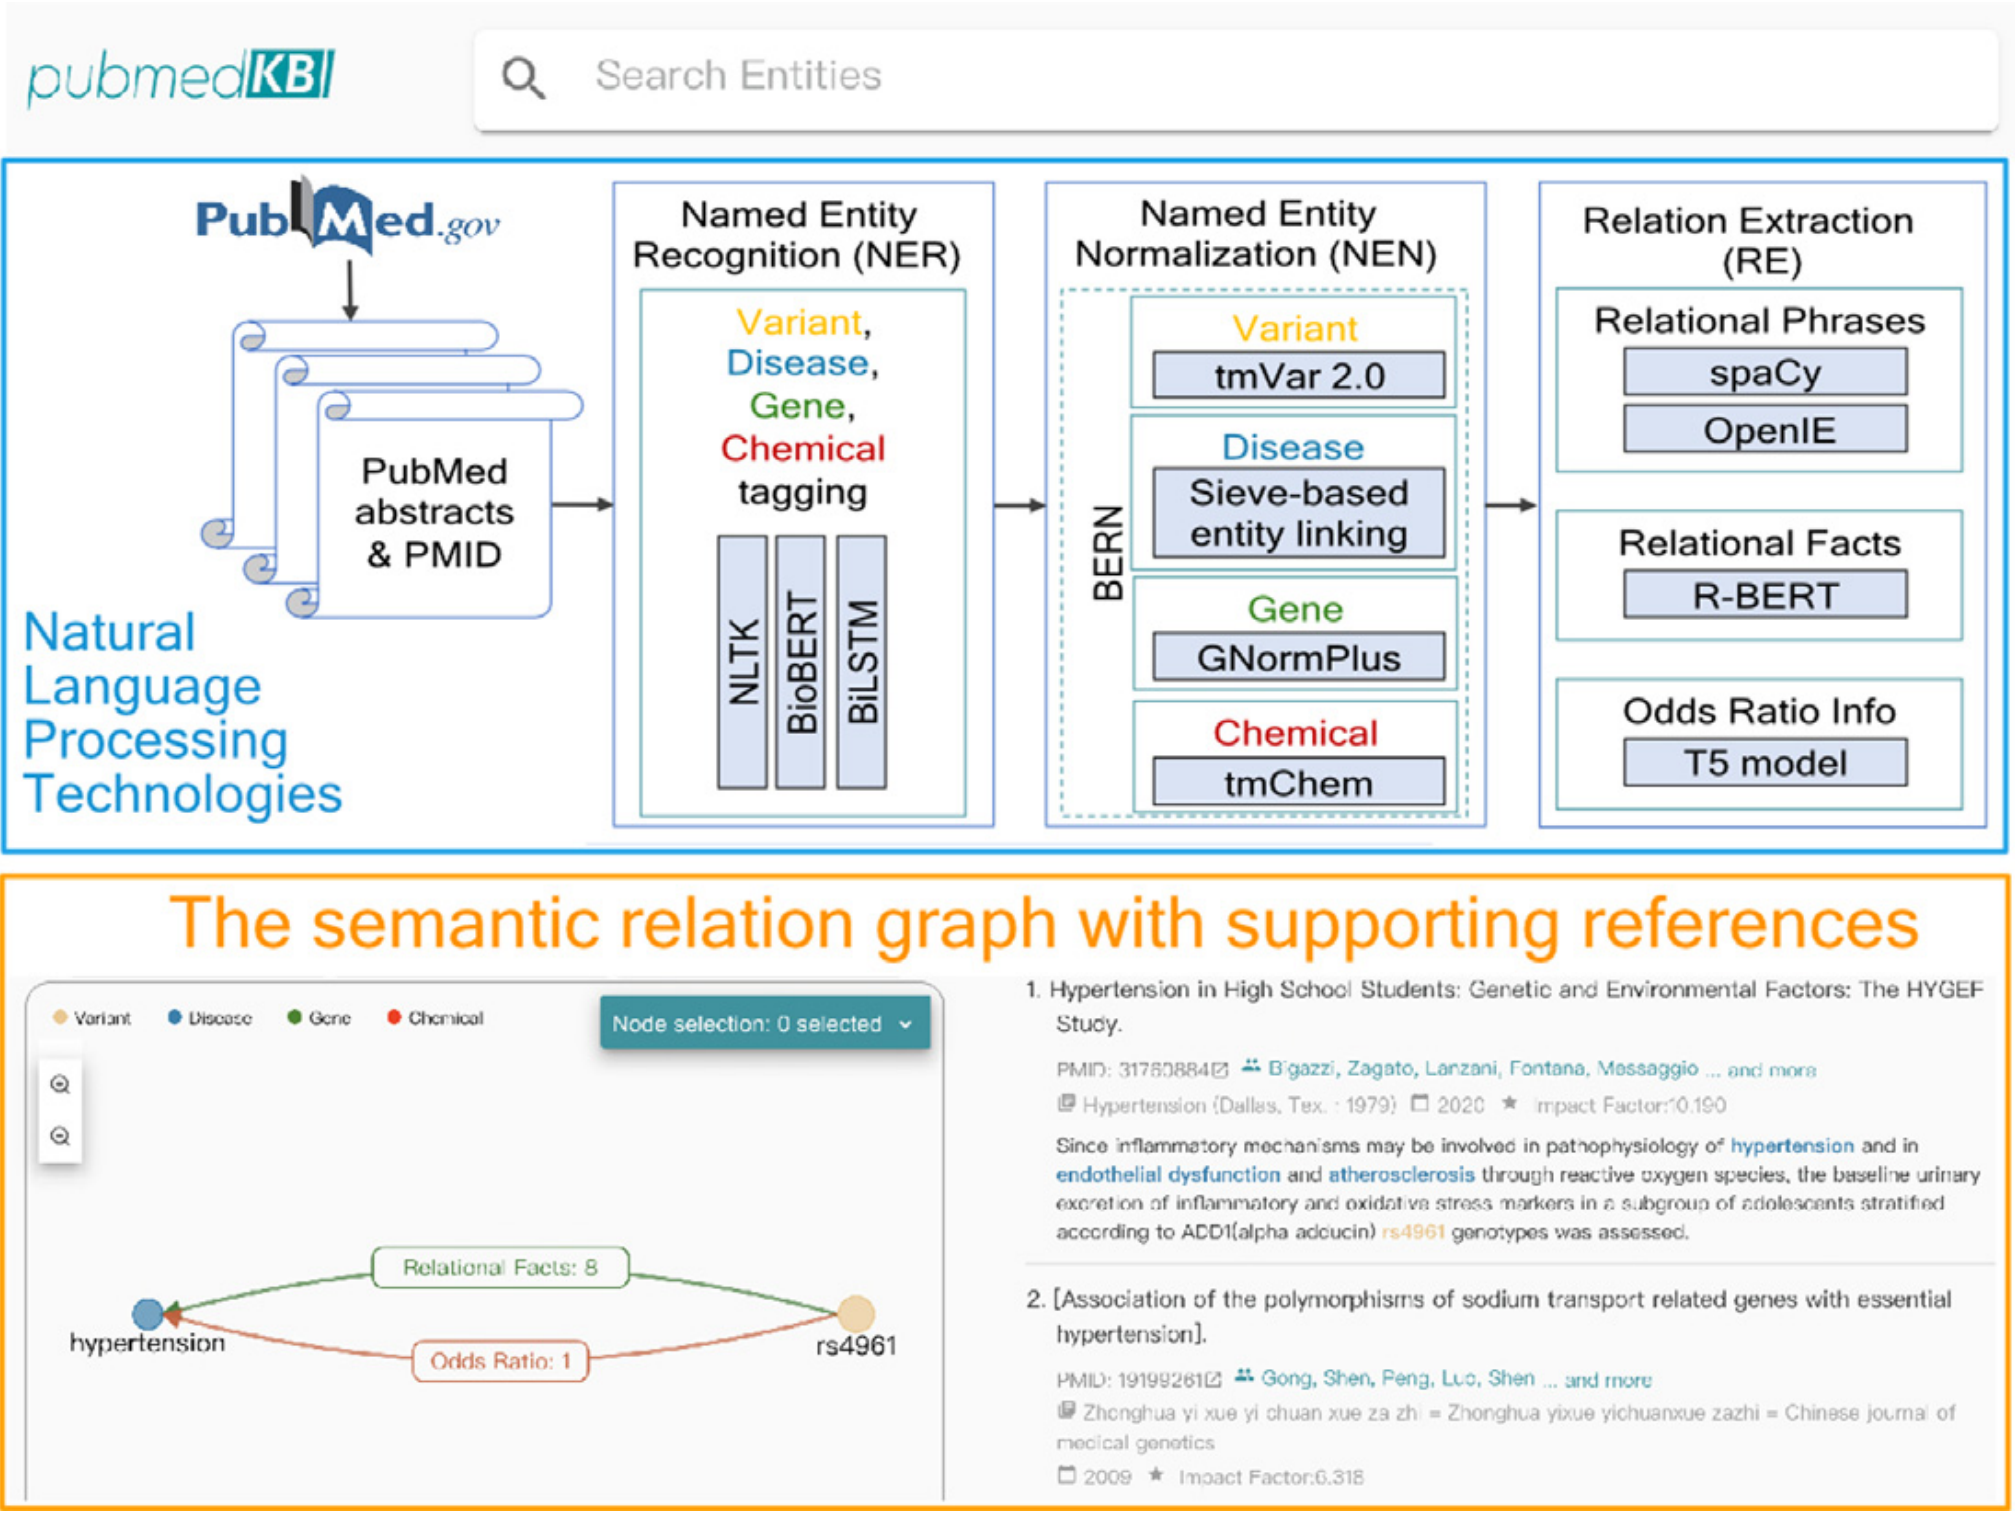 pubmedKB
Search Entities
PubMed.gov
PubMed
abstracts
& PMID
Natural
Language
Processing
Technologies
Named Entity
Recognition (NER)
Variant,
Disease,
Gene,
Chemical
tagging
NLTK
BioBERT
BiLSTM
Named Entity
Normalization (NEN)
BERN
Variant
tmVar 2.0
Disease
Sieve-based
entity linking
Gene
GNormPlus
Chemical
tmChem
Relation Extraction
(RE)
Relational Phrases
spaCy
OpenIE
Relational Facts
R-BERT
Odds Ratio Info
T5 model
The semantic relation graph with supporting references
Variant
Disease
Gene
Chemical
Node selection: 0 selected
Relational Facts: 8
hypertension
rs4961
Odds Ratio: 1
1. Hypertension in High School Students: Genetic and Environmental Factors: The HYGEF
Study.
PMID: 31760884 Bigazzi, Zagato, Lanzani, Fontana, Messaggio ... and more
Hypertension (Dallas, Tex. : 1979) 2020 Impact Factor:10.190
Since inflammatory mechanisms may be involved in pathophysiology of hypertension and in
endothelial dysfunction and atherosclerosis through reactive oxygen species, the baseline urinary
excretion of inflammatory and oxidative stress markers in a subgroup of adolescents stratified
according to ADD1(alpha adducin) rs4961 genotypes was assessed.
2. [Association of the polymorphisms of sodium transport related genes with essential
hypertension].
PMID: 19199261 Gong, Shen, Peng, Luo, Shen ... and more
Zhonghua yi xue yi chuan xue za zhi = Zhonghua yixue yichuanxue zazhi = Chinese journal of
medical genetics
2009 Impact Factor:6.318